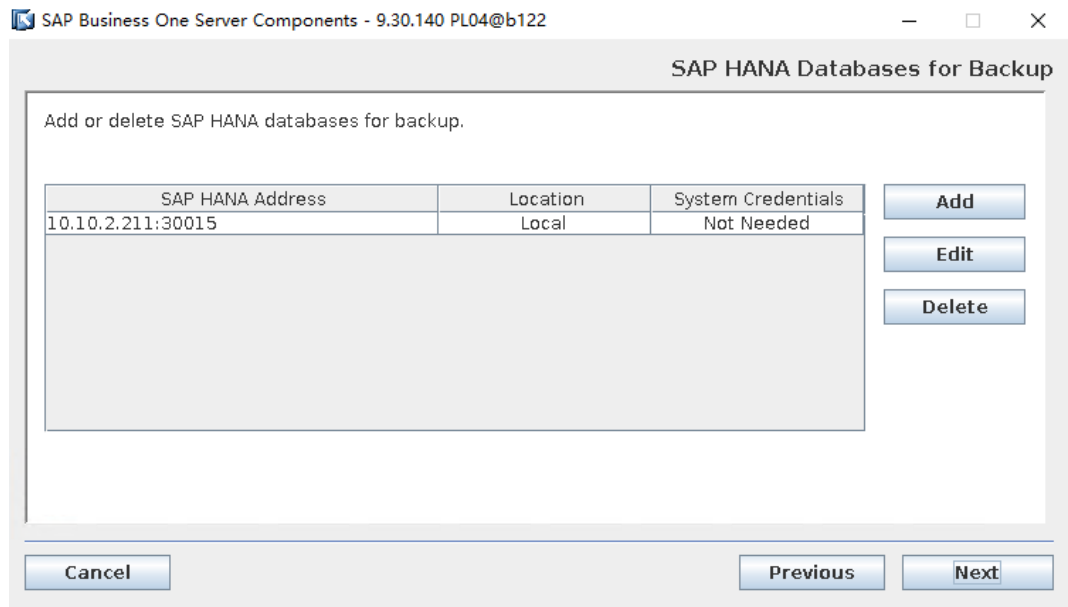 SAP Business One Server Components - 9.30.140 PL04@b122
SAP HANA Databases for Backup
Add or delete SAP HANA databases for backup.
SAP HANA Address Location System Credentials
10.10.2.211:30015 Local Not Needed
Add
Edit
Delete
Cancel Previous Next